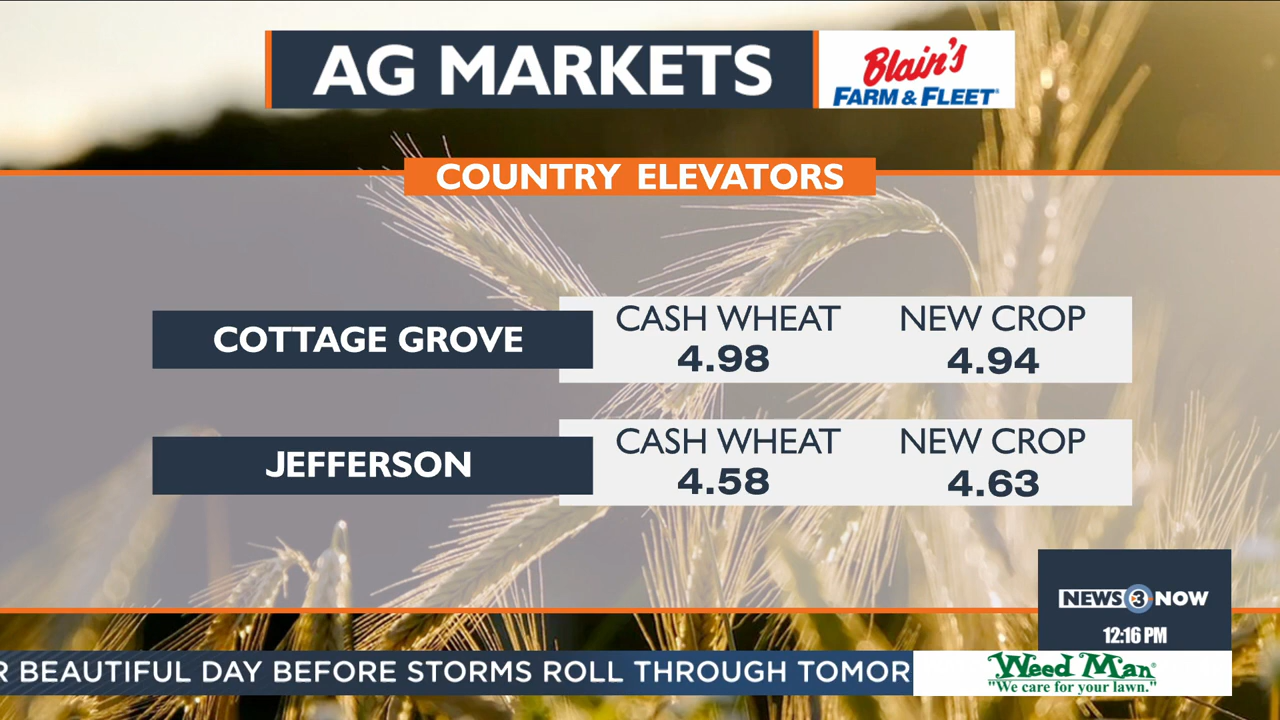 AG MARKETS
Blain's
FARM & FLEET®
COUNTRY ELEVATORS
COTTAGE GROVE
CASH WHEAT
4.98
NEW CROP
4.94
JEFFERSON
CASH WHEAT
4.58
NEW CROP
4.63
NEWS 3 NOW
12:16 PM
R BEAUTIFUL DAY BEFORE STORMS ROLL THROUGH TOMOR
Weed Man®
"We care for your lawn."